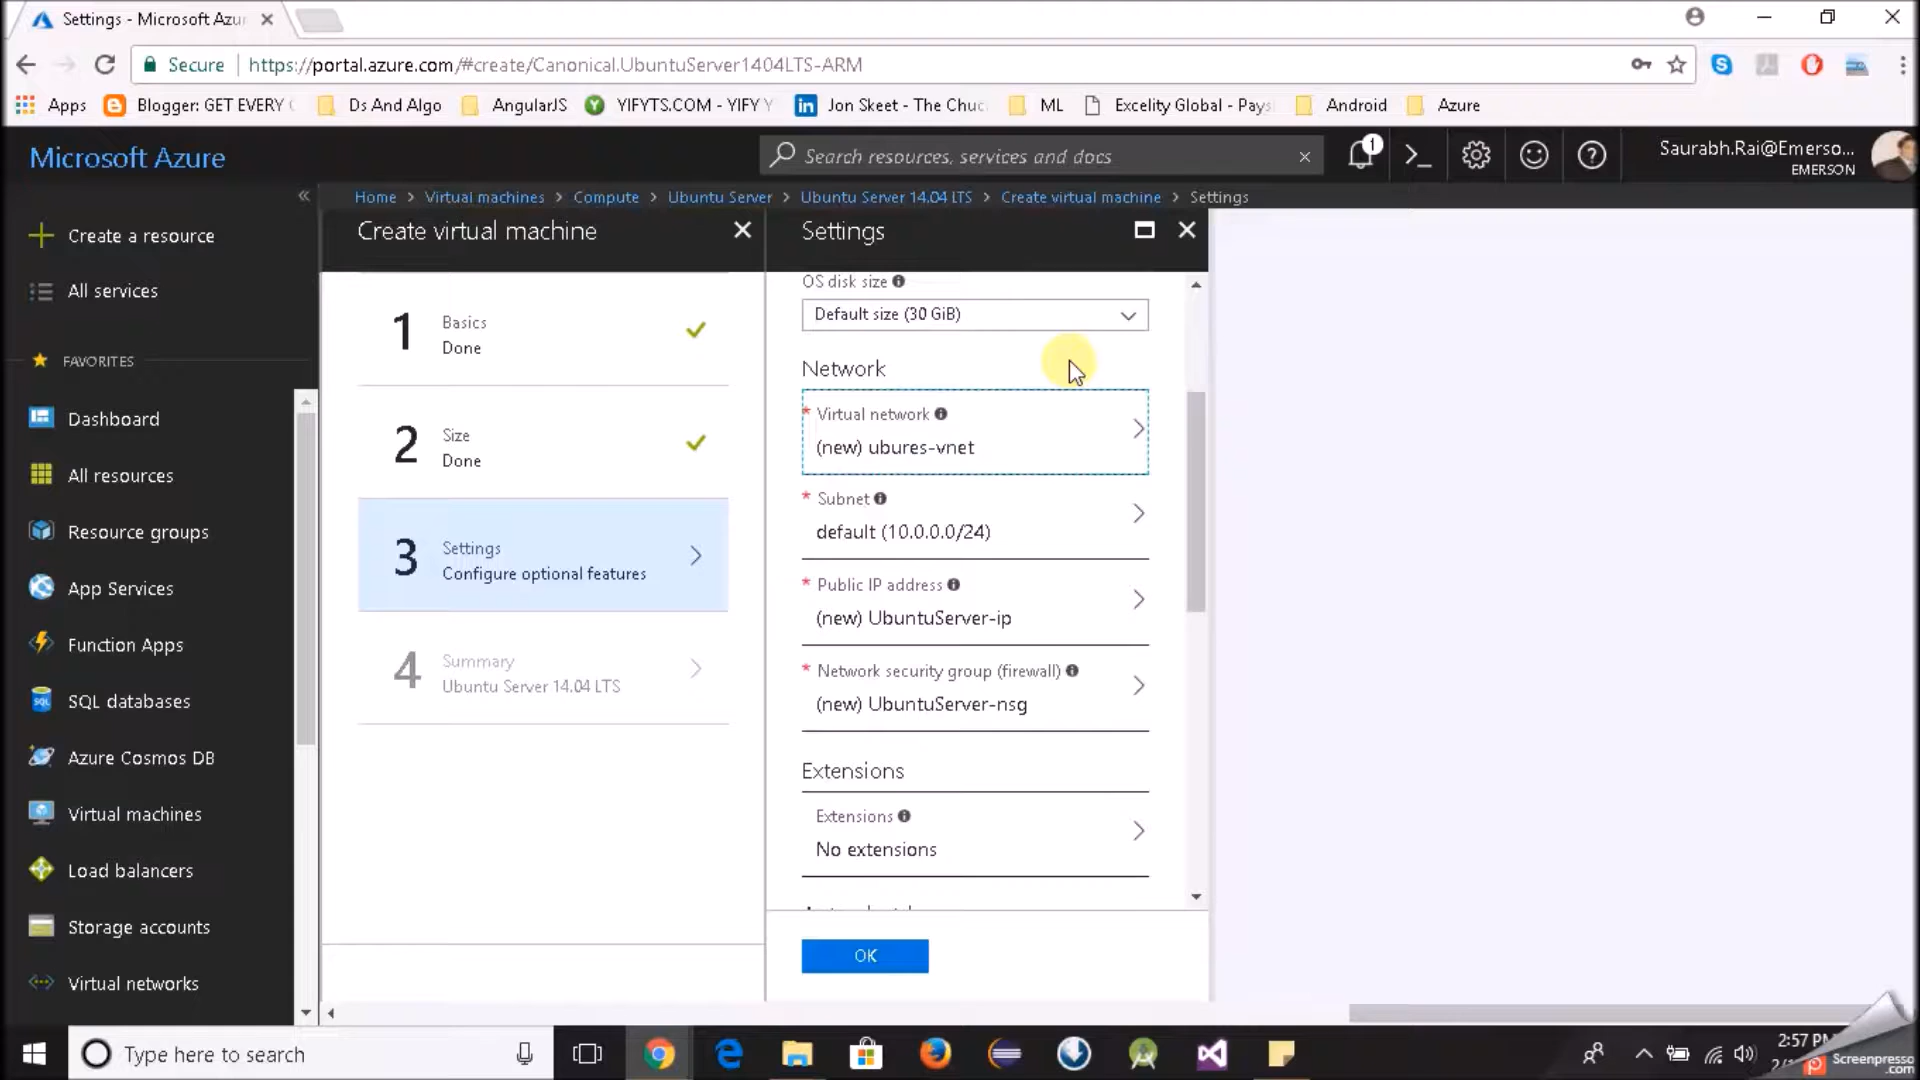 Settings - Microsoft Azu
Secure
https://portal.azure.com/#create/Canonical.UbuntuServer1404LTS-ARM
Apps
Blogger: GET EVERY
Ds And Algo
AngularJS
YIFYTS.COM - YIFY
in Jon Skeet - The Chuc
ML
Excelity Global - Pays
Android
Azure
Microsoft Azure
Search resources, services and docs
1
Saurabh.Rai@Emerso...
EMERSON
Home > Virtual machines > Compute > Ubuntu Server > Ubuntu Server 14.04 LTS > Create virtual machine > Settings
Create a resource
All services
FAVORITES
Dashboard
All resources
Resource groups
App Services
Function Apps
SQL databases
Azure Cosmos DB
Virtual machines
Load balancers
Storage accounts
Virtual networks
Create virtual machine
1 Basics
Done
2 Size
Done
3 Settings
Configure optional features
4 Summary
Ubuntu Server 14.04 LTS
Settings
OS disk size
Default size (30 GiB)
Network
* Virtual network
(new) ubures-vnet
* Subnet
default (10.0.0.0/24)
* Public IP address
(new) UbuntuServer-ip
* Network security group (firewall)
(new) UbuntuServer-nsg
Extensions
Extensions
No extensions
OK
Type here to search
2:57 PM
Screenpresso
.com